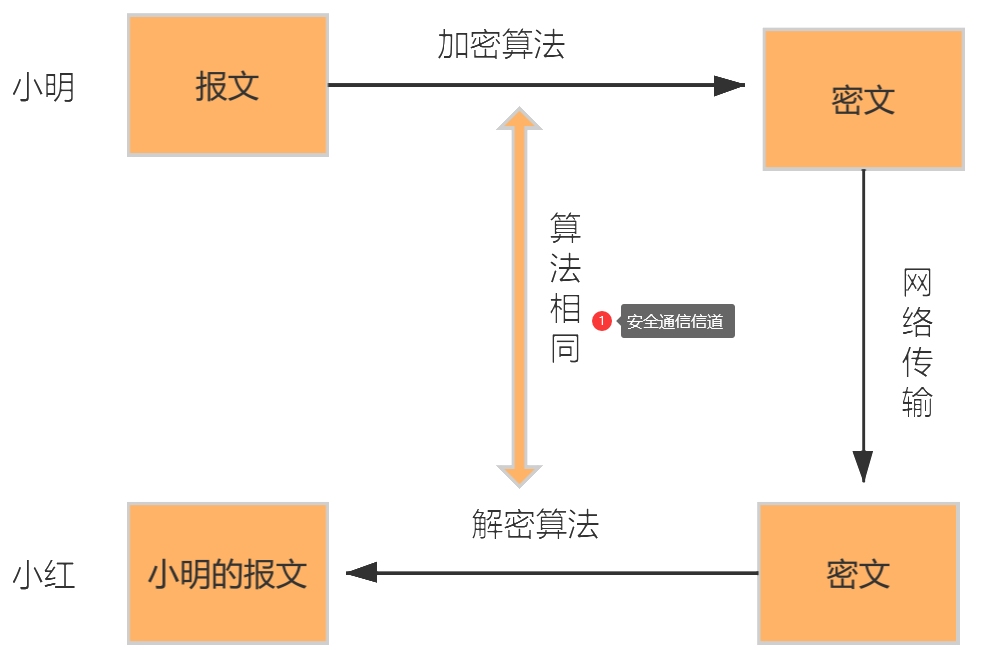 加密算法
小明
报文
密文
算法相同
1
安全通信信道
网络传输
解密算法
小红
小明的报文
密文